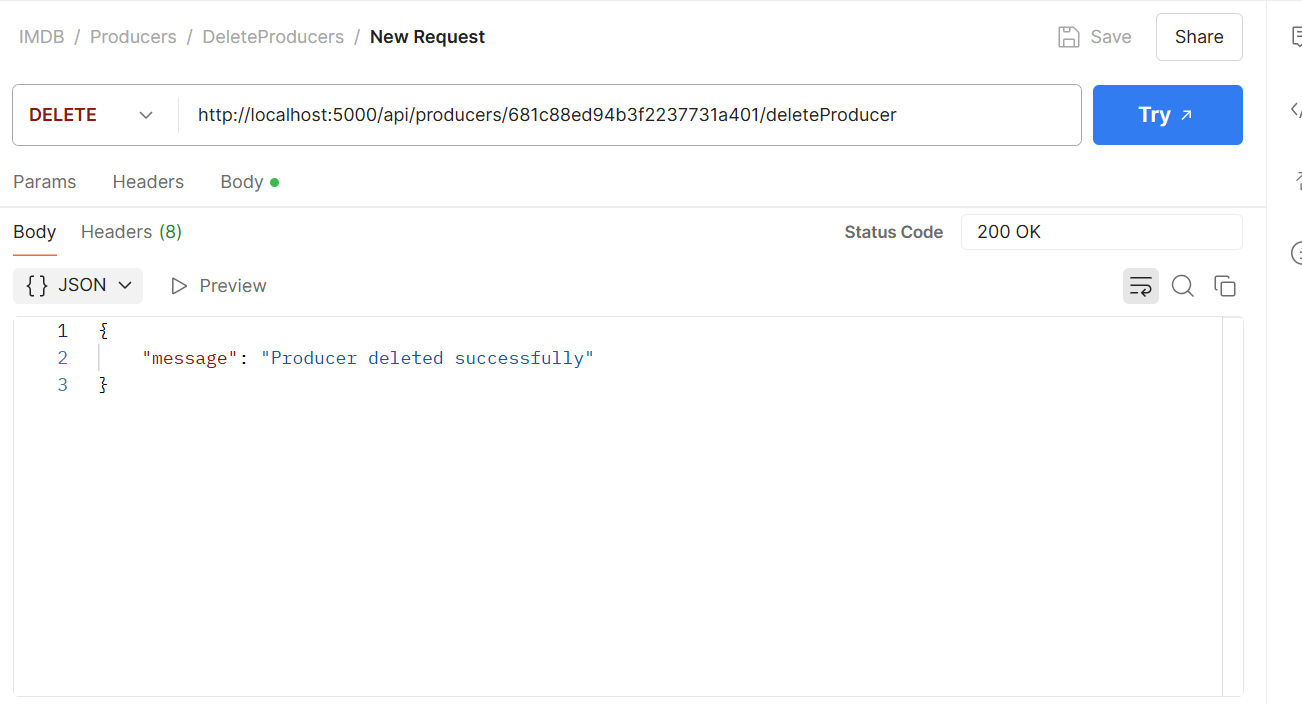 IMDB / Producers / DeleteProducers / New Request Save Share
DELETE http://localhost:5000/api/producers/681c88ed94b3f2237731a401/deleteProducer Try ↗
Params Headers Body
Body Headers (8) Status Code 200 OK
{} JSON Preview
1 {
2 "message": "Producer deleted successfully"
3 }